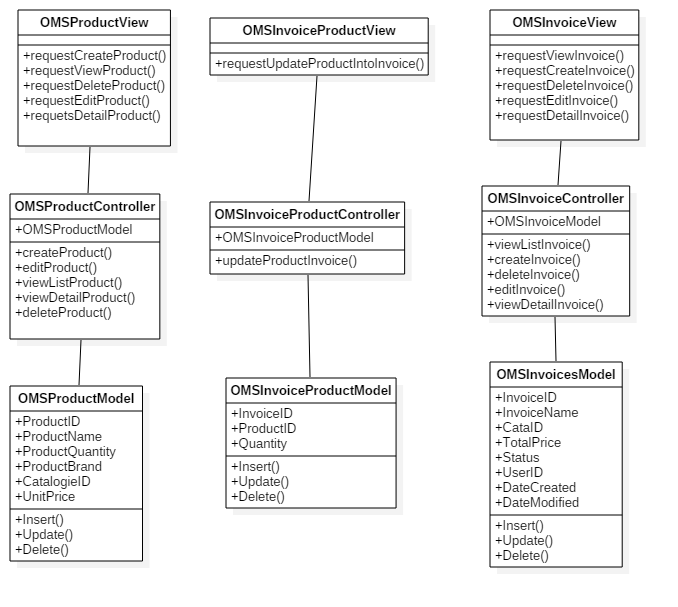 OMSProductView
+requestCreateProduct()
+requestViewProduct()
+requestDeleteProduct()
+requestEditProduct()
+requetsDetailProduct()
OMSProductController
+OMSProductModel
+createProduct()
+editProduct()
+viewListProduct()
+viewDetailProduct()
+deleteProduct()
OMSProductModel
+ProductID
+ProductName
+ProductQuantity
+ProductBrand
+CatalogieID
+UnitPrice
+Insert()
+Update()
+Delete()
OMSInvoiceProductView
+requestUpdateProductIntoInvoice()
OMSInvoiceProductController
+OMSInvoiceProductModel
+updateProductInvoice()
OMSInvoiceProductModel
+InvoiceID
+ProductID
+Quantity
+Insert()
+Update()
+Delete()
OMSInvoiceView
+requestViewInvoice()
+requestCreateInvoice()
+requestDeleteInvoice()
+requestEditInvoice()
+requestDetailInvoice()
OMSInvoiceController
+OMSInvoiceModel
+viewListInvoice()
+createInvoice()
+deleteInvoice()
+editInvoice()
+viewDetailInvoice()
OMSInvoicesModel
+InvoiceID
+InvoiceName
+CataID
+TotalPrice
+Status
+UserID
+DateCreated
+DateModified
+Insert()
+Update()
+Delete()